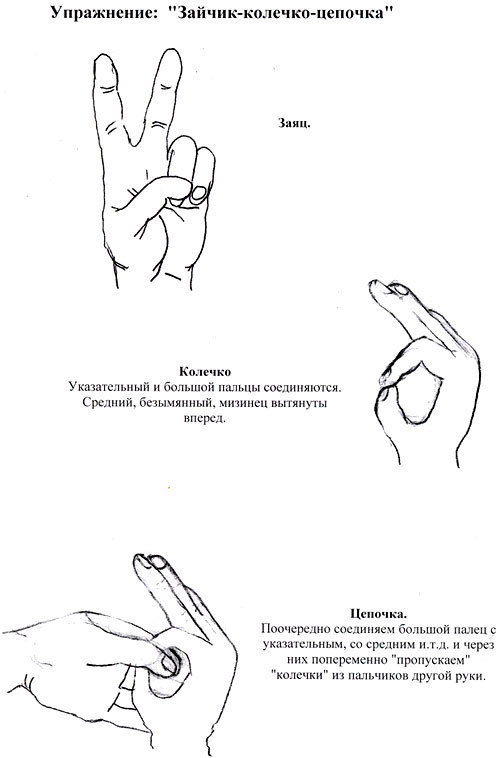 Упражнение: "Зайчик-колечко-цепочка"
Заяц.
Колечко
Указательный и большой пальцы соединяются.
Средний, безымянный, мизинец вытянуты
вперед.
Цепочка.
Поочередно соединяем большой палец с
указательным, со средним и.т.д. и через
них попеременно "пропускаем"
"колечки" из пальчиков другой руки.